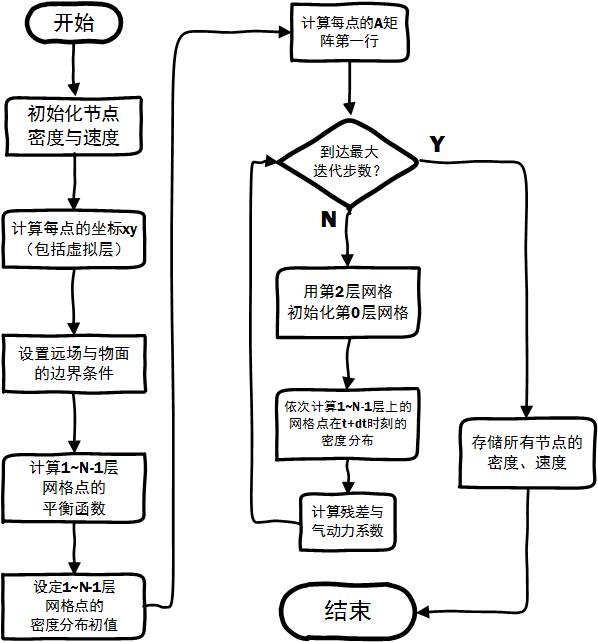 开始
初始化节点
密度与速度
计算每点的坐标xy
（包括虚拟层）
设置远场与物面
的边界条件
计算1~N-1层
网格点的
平衡函数
设定1~N-1层
网格点的
密度分布初值
计算每点的A矩
阵第一行
到达最大
迭代步数?
Y
N
用第2层网格
初始化第0层网格
依次计算1~N-1层上的
网格点在t+dt时刻的
密度分布
计算残差与
气动力系数
存储所有节点的
密度、速度
结束